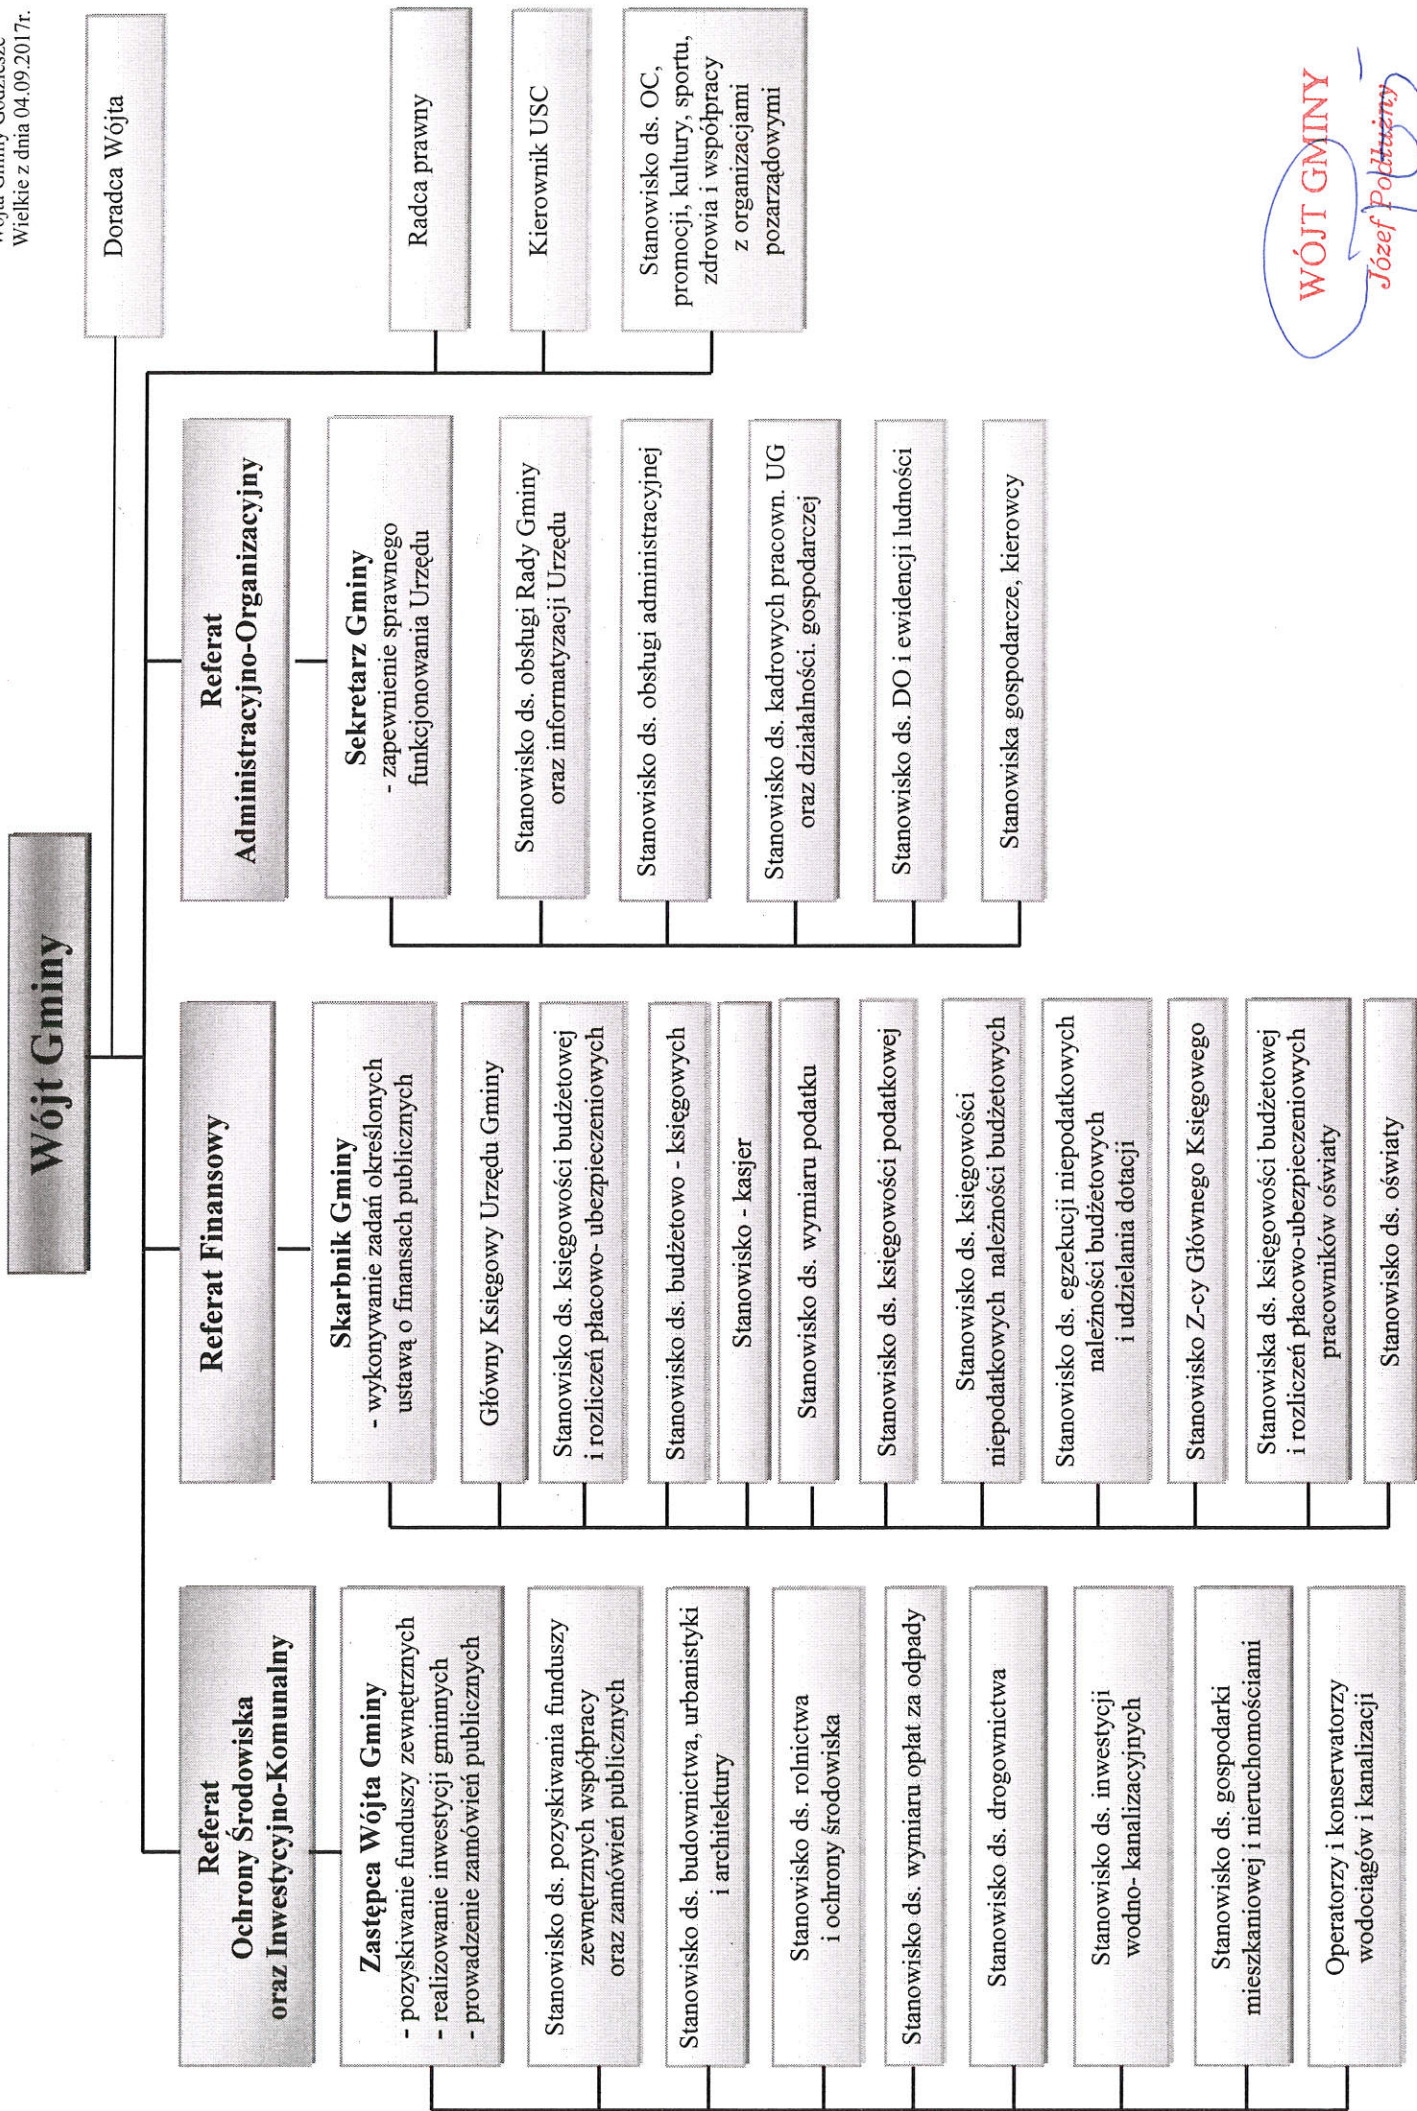 Wójta Gminy Godziesze
Wielkie z dnia 04.09.2017r.
Wójt Gminy
Doradca Wójta
Referat
Ochrony Środowiska
oraz Inwestycyjno-Komunalny
Zastępca Wójta Gminy
- pozyskiwanie funduszy zewnętrznych
- realizowanie inwestycji gminnych
- prowadzenie zamówień publicznych
Stanowisko ds. pozyskiwania funduszy
zewnętrznych współpracy
oraz zamówień publicznych
Stanowisko ds. budownictwa, urbanistyki
i architektury
Stanowisko ds. rolnictwa
i ochrony środowiska
Stanowisko ds. wymiaru opłat za odpady
Stanowisko ds. drogownictwa
Stanowisko ds. inwestycji
wodno- kanalizacyjnych
Stanowisko ds. gospodarki
mieszkaniowej i nieruchomościami
Operatorzy i konserwatorzy
wodociągów i kanalizacji
Referat Finansowy
Skarbnik Gminy
- wykonywanie zadań określonych
ustawą o finansach publicznych
Główny Księgowy Urzędu Gminy
Stanowisko ds. księgowości budżetowej
i rozliczeń płacowo- ubezpieczeniowych
Stanowisko ds. budżetowo - księgowych
Stanowisko - kasjer
Stanowisko ds. wymiaru podatku
Stanowisko ds. księgowości podatkowej
Stanowisko ds. księgowości
niepodatkowych należności budżetowych
Stanowisko ds. egzekucji niepodatkowych
należności budżetowych
i udzielania dotacji
Stanowisko Z-cy Głównego Księgowego
Stanowiska ds. księgowości budżetowej
i rozliczeń płacowo-ubezpieczeniowych
pracowników oświaty
Stanowisko ds. oświaty
Referat
Administracyjno-Organizacyjny
Sekretarz Gminy
- zapewnienie sprawnego
funkcjonowania Urzędu
Stanowisko ds. obsługi Rady Gminy
oraz informatyzacji Urzędu
Stanowisko ds. obsługi administracyjnej
Stanowisko ds. kadrowych pracown. UG
oraz działalności. gospodarczej
Stanowisko ds. DO i ewidencji ludności
Stanowiska gospodarcze, kierowcy
Radca prawny
Kierownik USC
Stanowisko ds. OC,
promocji, kultury, sportu,
zdrowia i współpracy
z organizacjami
pozarządowymi
WÓJT GMINY
Józef Podłużny